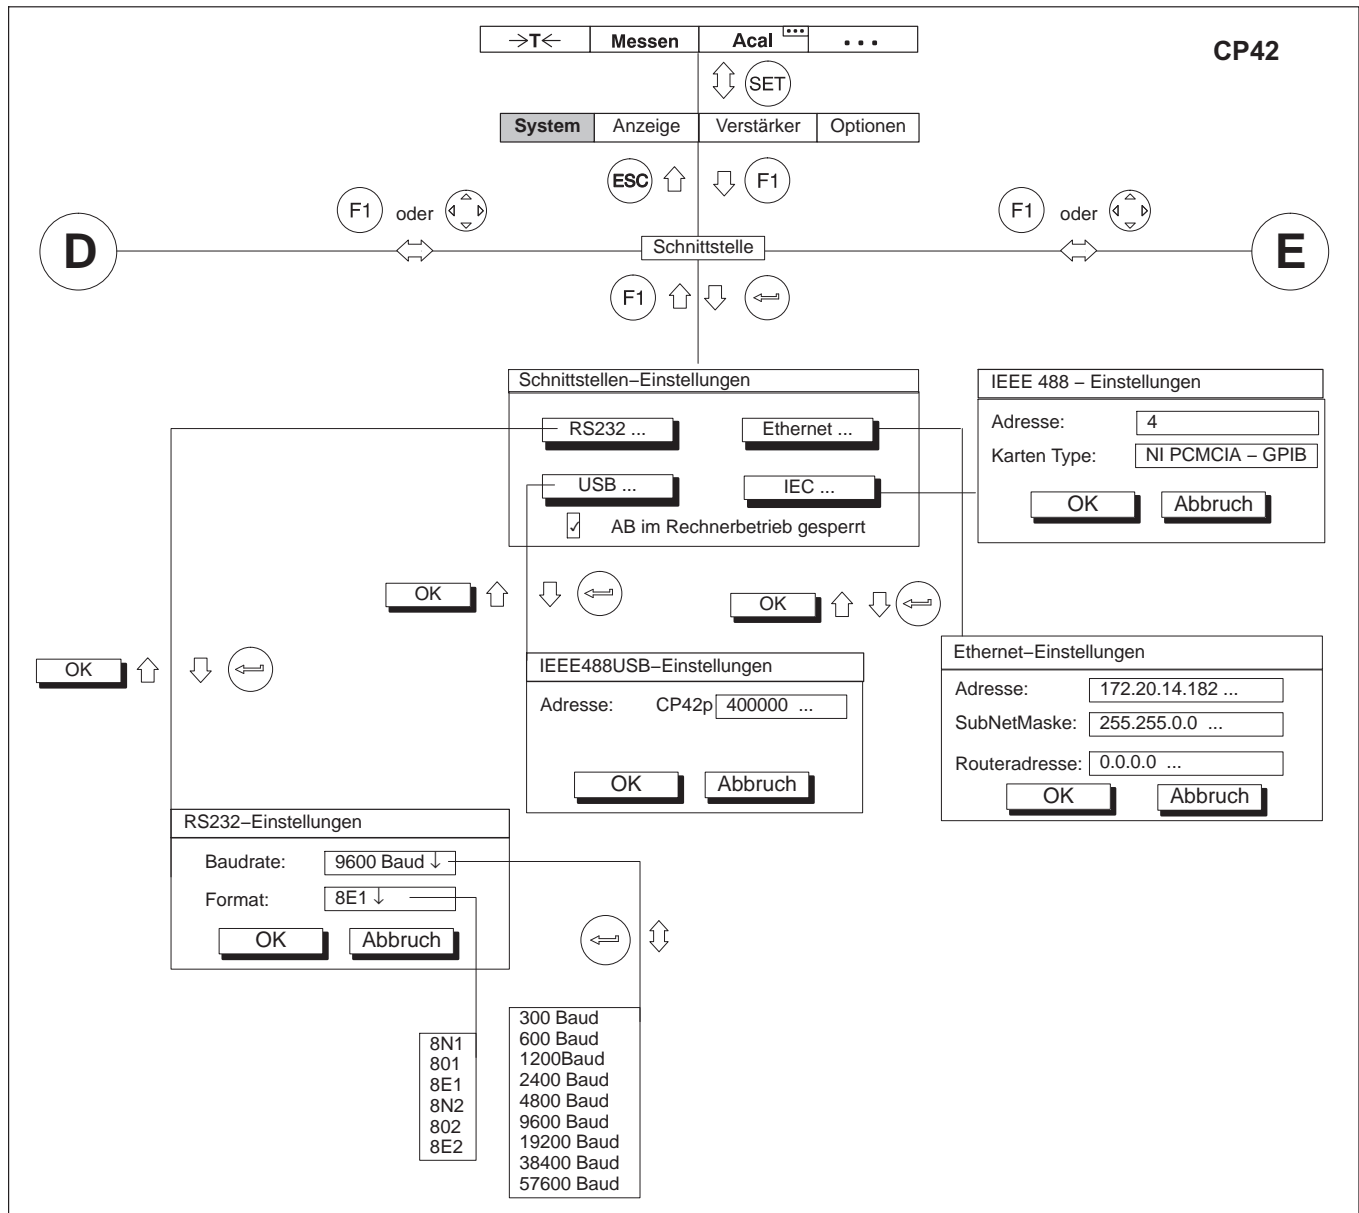 →T← Messen Acal ... ...
CP42
SET
System Anzeige Verstärker Optionen
ESC F1
F1 oder
F1 oder
D
Schnittstelle
E
F1
Schnittstellen–Einstellungen
RS232 ...
Ethernet ...
USB ...
IEC ...
✓ AB im Rechnerbetrieb gesperrt
IEEE 488 – Einstellungen
Adresse: 4
Karten Type: NI PCMCIA – GPIB
OK Abbruch
OK
OK
OK
IEEE488USB–Einstellungen
Adresse: CP42p 400000 ...
OK Abbruch
Ethernet–Einstellungen
Adresse: 172.20.14.182 ...
SubNetMaske: 255.255.0.0 ...
Routeradresse: 0.0.0.0 ...
OK Abbruch
RS232–Einstellungen
Baudrate: 9600 Baud ↓
Format: 8E1 ↓
OK Abbruch
8N1
801
8E1
8N2
802
8E2
300 Baud
600 Baud
1200Baud
2400 Baud
4800 Baud
9600 Baud
19200 Baud
38400 Baud
57600 Baud